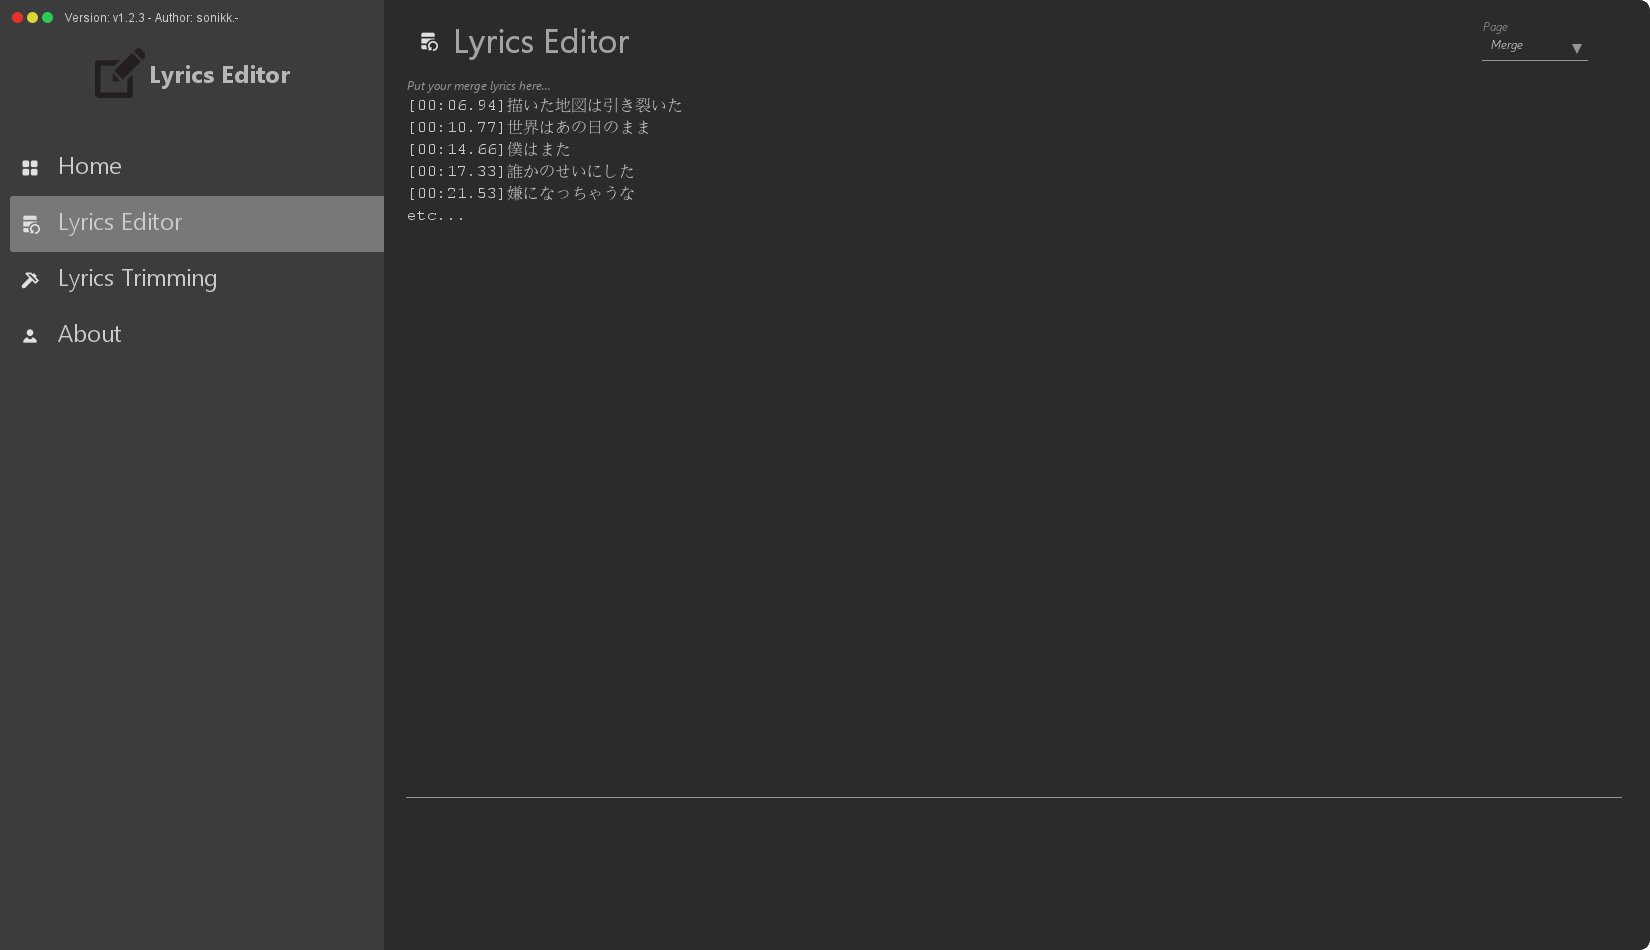 Version: v1.2.3 - Author: sonikk.-
Lyrics Editor
Home
Lyrics Editor
Lyrics Trimming
About
Lyrics Editor
Page
Merge
Put your merge lyrics here...
[00:06.94]描いた地図は引き裂いた
[00:10.77]世界はあの日のまま
[00:14.66]僕はまた
[00:17.33]誰かのせいにした
[00:21.53]嫌になっちゃうな
etc...